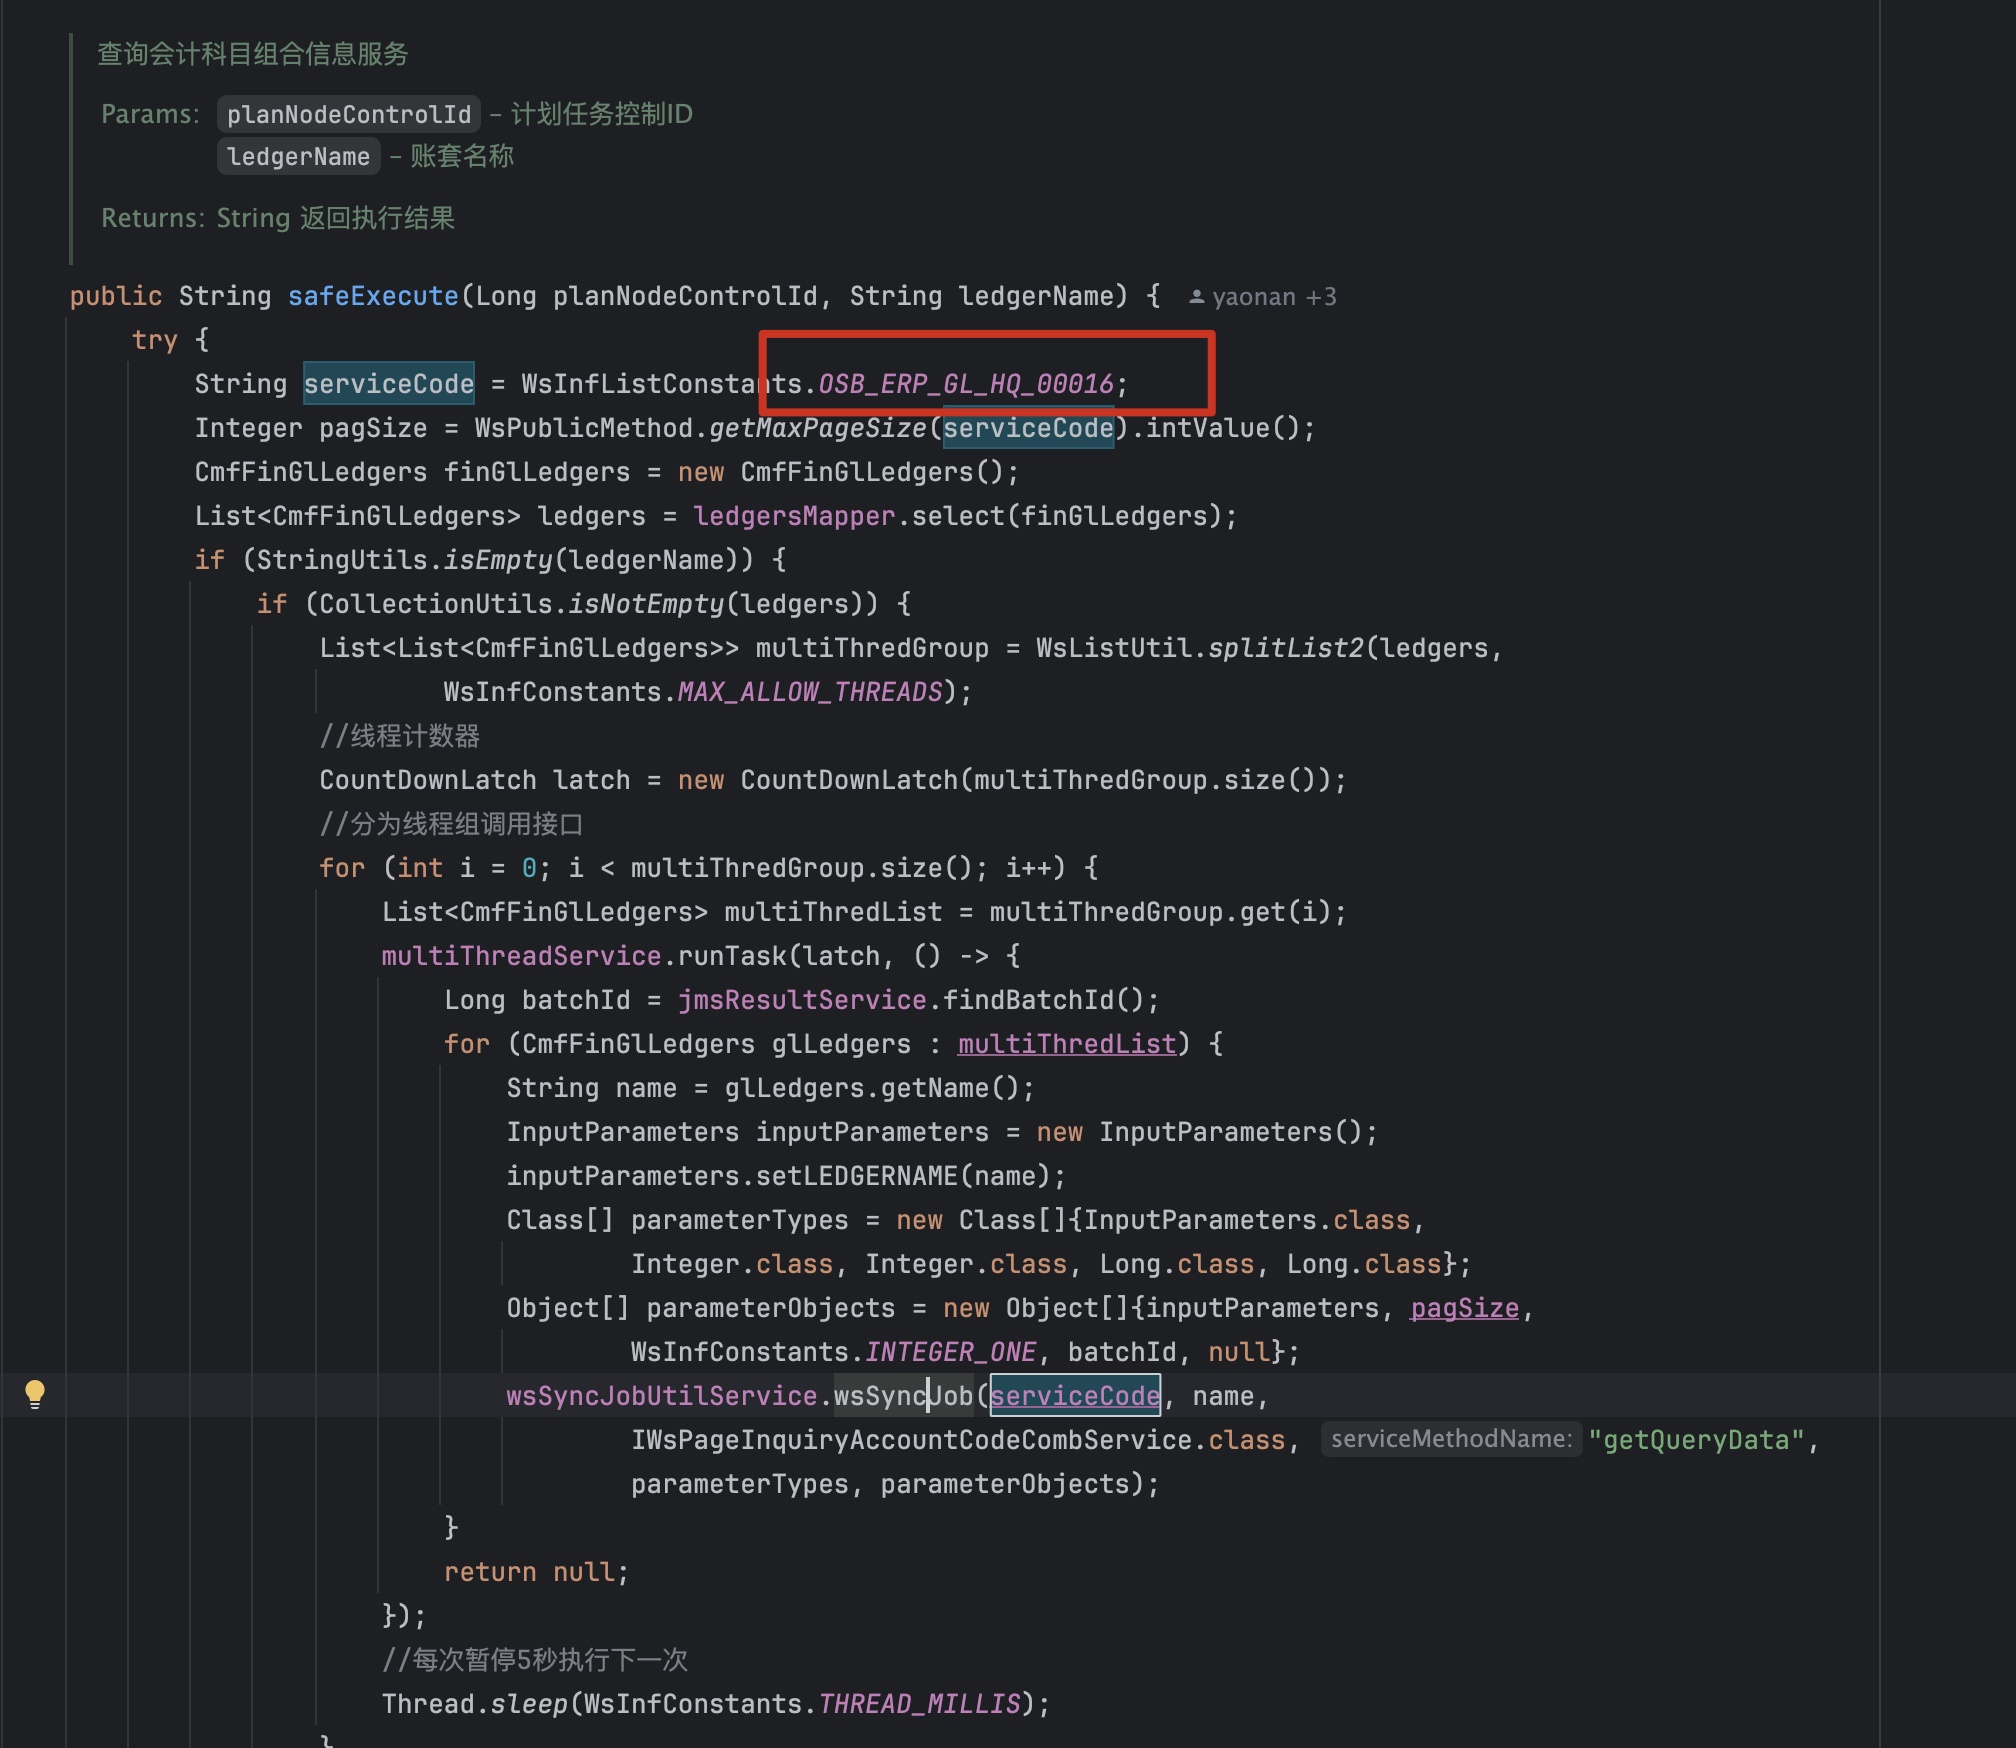 查询会计科目组合信息服务
Params: planNodeControlId – 计划任务控制ID
ledgerName – 账套名称
Returns: String 返回执行结果
public String safeExecute(Long planNodeControlId, String ledgerName) { yaonan +3
try {
String serviceCode = WsInfListConstants.OSB_ERP_GL_HQ_00016;
Integer pagSize = WsPublicMethod.getMaxPageSize(serviceCode).intValue();
CmfFinGlLedgers finGlLedgers = new CmfFinGlLedgers();
List<CmfFinGlLedgers> ledgers = ledgersMapper.select(finGlLedgers);
if (StringUtils.isEmpty(ledgerName)) {
if (CollectionUtils.isNotEmpty(ledgers)) {
List<List<CmfFinGlLedgers>> multiThredGroup = WsListUtil.splitList2(ledgers,
WsInfConstants.MAX_ALLOW_THREADS);
//线程计数器
CountDownLatch latch = new CountDownLatch(multiThredGroup.size());
//分为线程组调用接口
for (int i = 0; i < multiThredGroup.size(); i++) {
List<CmfFinGlLedgers> multiThredList = multiThredGroup.get(i);
multiThreadService.runTask(latch, () -> {
Long batchId = jmsResultService.findBatchId();
for (CmfFinGlLedgers glLedgers : multiThredList) {
String name = glLedgers.getName();
InputParameters inputParameters = new InputParameters();
inputParameters.setLEDGERNAME(name);
Class[] parameterTypes = new Class[]{InputParameters.class,
Integer.class, Integer.class, Long.class, Long.class};
Object[] parameterObjects = new Object[]{inputParameters, pagSize,
WsInfConstants.INTEGER_ONE, batchId, null};
wsSyncJobUtilService.wsSyncJob(serviceCode, name,
IWsPageInquiryAccountCodeCombService.class, serviceMethodName: "getQueryData",
parameterTypes, parameterObjects);
}
return null;
});
//每次暂停5秒执行下一次
Thread.sleep(WsInfConstants.THREAD_MILLIS);
}